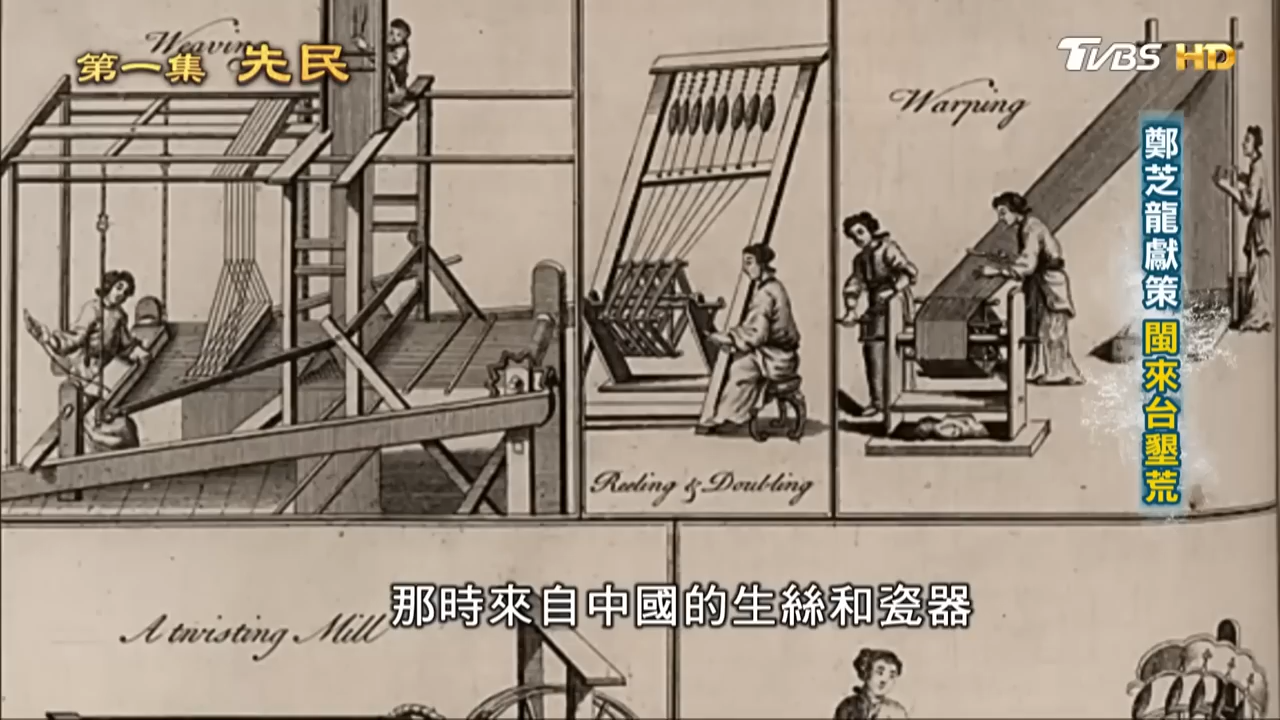 Weaving
第一集 先民
TVBS HD
Warping
鄭芝龍獻策 閩來台墾荒
Reeling & Doubling
那時來自中國的生絲和瓷器
A twisting Mill